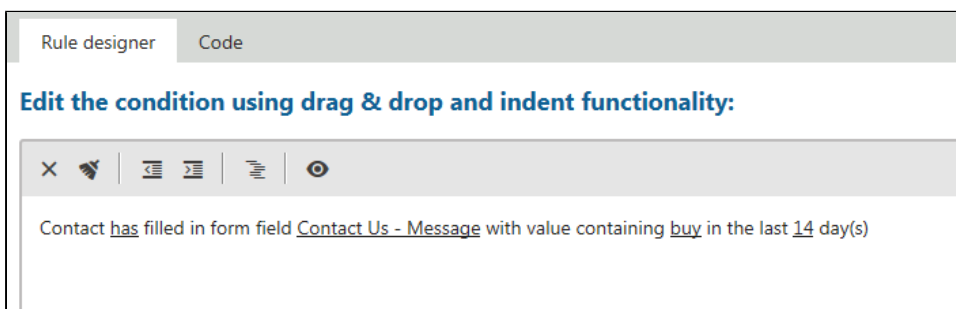 Rule designer Code
Edit the condition using drag & drop and indent functionality:
Contact has filled in form field Contact Us - Message with value containing buy in the last 14 day(s)